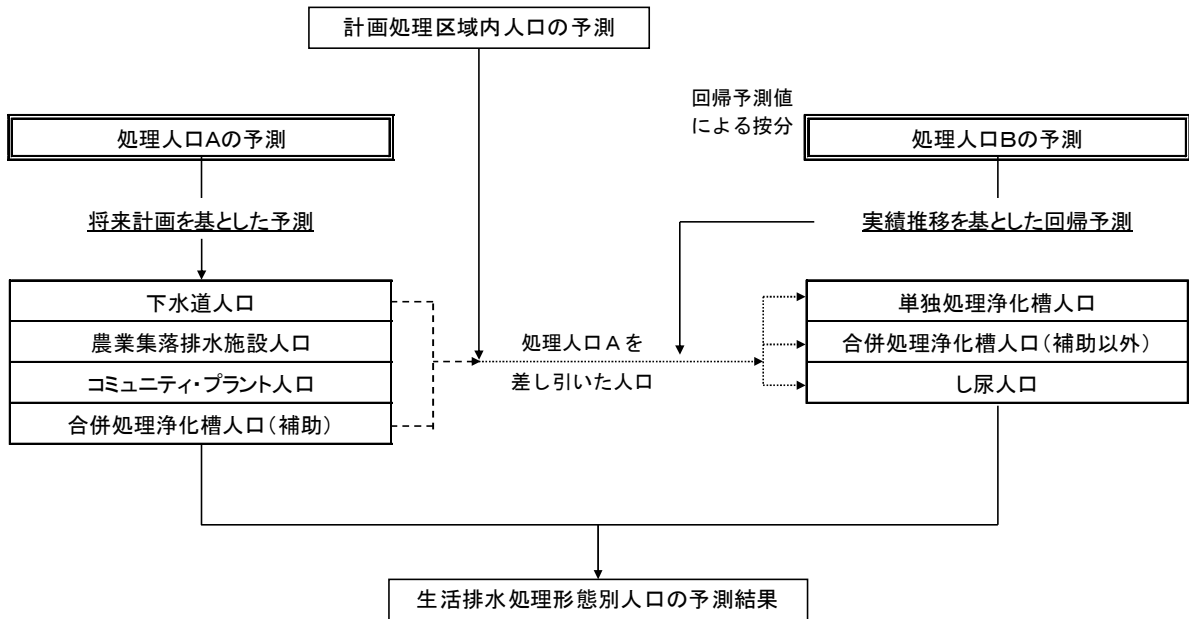 計画処理区域内人口の予測
回帰予測値
による按分
処理人口Aの予測
処理人口Bの予測
将来計画を基とした予測
実績推移を基とした回帰予測
下水道人口
農業集落排水施設人口
コミュニティ・プラント人口
合併処理浄化槽人口(補助)
処理人口Aを
差し引いた人口
単独処理浄化槽人口
合併処理浄化槽人口(補助以外)
し尿人口
生活排水処理形態別人口の予測結果